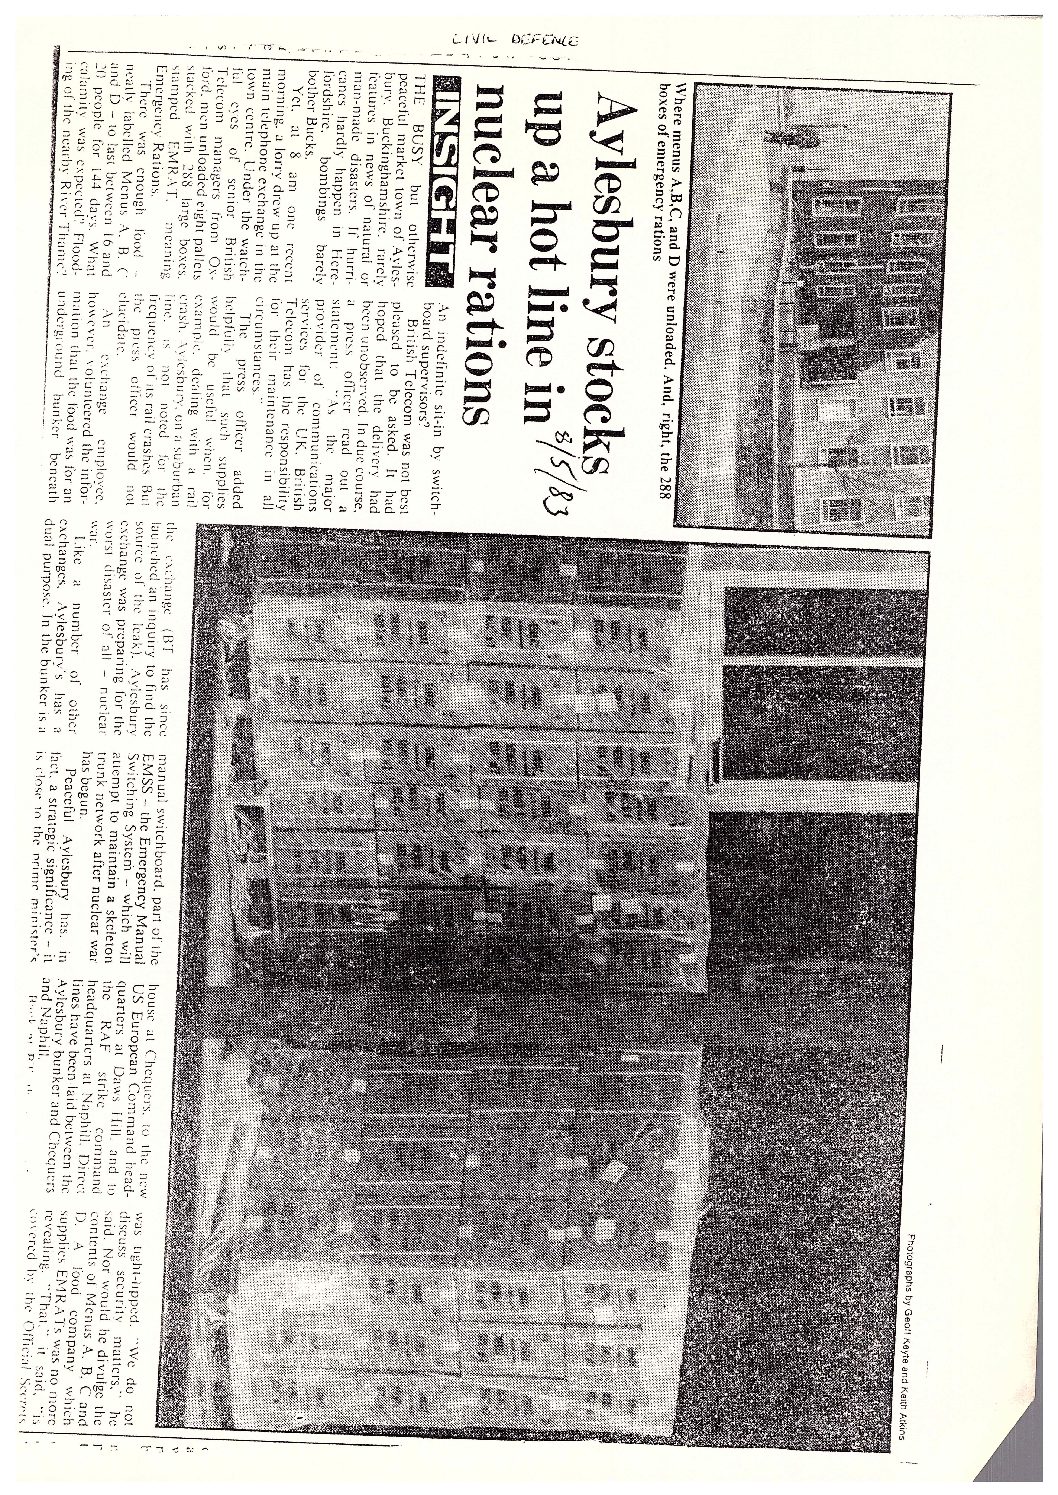 CIVIL DEFENCE
Where menus A,B,C, and D were unloaded. And, right, the 288
boxes of emergency rations
Aylesbury stocks
up a hot line in
nuclear rations
8/5/83
INSIGHT
THE BUSY but otherwise
peaceful market town of Ayles-
bury, Buckinghamshire, rarely
features in news of natural or
man-made disasters. If hurri-
canes hardly happen in Here-
fordshire, bombings barely
bother Bucks.
Yet at 8 am one recent
morning, a lorry drew up at the
main telephone exchange in the
town centre. Under the watch-
ful eyes of senior British
Telecom managers from Ox-
ford, men unloaded eight pallets
stacked with 288 large boxes,
stamped EMRAT, meaning
Emergency Rations.
There was enough food –
neatly labelled Menus A, B, C
and D – to last between 16 and
20 people for 144 days. What
calamity was expected? Flood-
ing of the nearby River Thame?
An indefinite sit-in by switch-
board supervisors?
British Telecom was not best
pleased to be asked. It had
hoped that the delivery had
been unobserved. In due course,
a press officer read out a
statement: "As the major
provider of communications
services for the UK, British
Telecom has the responsibility
for their maintenance in all
circumstances."
The press officer added
helpfully that such supplies
would be useful when, for
example, dealing with a rail
crash. Aylesbury, on a suburban
line, is not noted for the
frequency of its rail crashes. But
the press officer would not
elucidate.
An exchange employee,
however, volunteered the infor-
mation that the food was for an
underground bunker beneath
the exchange (BT has since
launched an inquiry to find the
source of the leak). Aylesbury
exchange was preparing for the
worst disaster of all – nuclear
war.
Like a number of other
exchanges, Aylesbury's has a
dual purpose. In the bunker is a
manual switchboard, part of the
EMSS – the Emergency Manual
Switching System – which will
attempt to maintain a skeleton
trunk network after nuclear war
has begun.
Peaceful Aylesbury has, in
fact, a strategic significance – it
is close to the prime minister's
house at Chequers, to the new
US European Command head-
quarters at Daws Hill, and to
the RAF strike command
headquarters at Naphill. Direct
lines have been laid between the
Aylesbury bunker and Chequers
and Naphill.
was tight-lipped. "We do not
discuss security matters," he
said. Nor would he divulge the
contents of Menus A, B, C and
D. A food company which
supplies EMRATs was no more
revealing. "That," it said, "is
covered by the Official Secrets
Photographs by Geoff Kayte and Keith Atkins